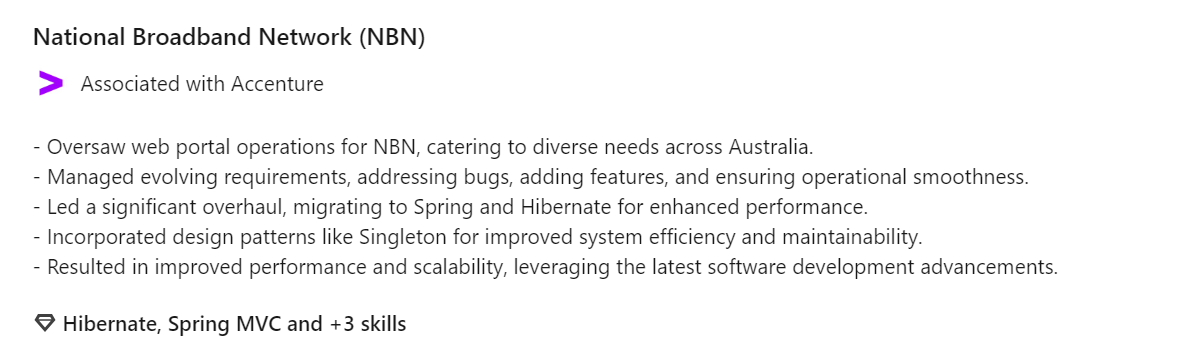 National Broadband Network (NBN)
Associated with Accenture
- Oversaw web portal operations for NBN, catering to diverse needs across Australia.
- Managed evolving requirements, addressing bugs, adding features, and ensuring operational smoothness.
- Led a significant overhaul, migrating to Spring and Hibernate for enhanced performance.
- Incorporated design patterns like Singleton for improved system efficiency and maintainability.
- Resulted in improved performance and scalability, leveraging the latest software development advancements.
Hibernate, Spring MVC and +3 skills